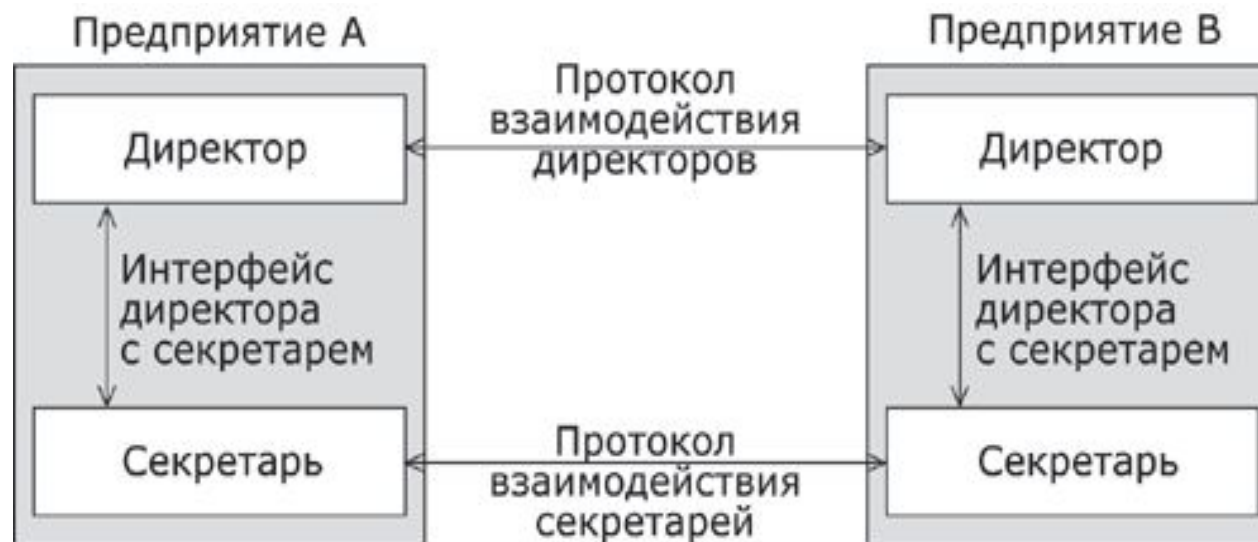 Предприятие А
Предприятие В
Директор
Протокол
взаимодействия
директоров
Директор
Интерфейс
директора
с секретарем
Интерфейс
директора
с секретарем
Секретарь
Протокол
взаимодействия
секретарей
Секретарь